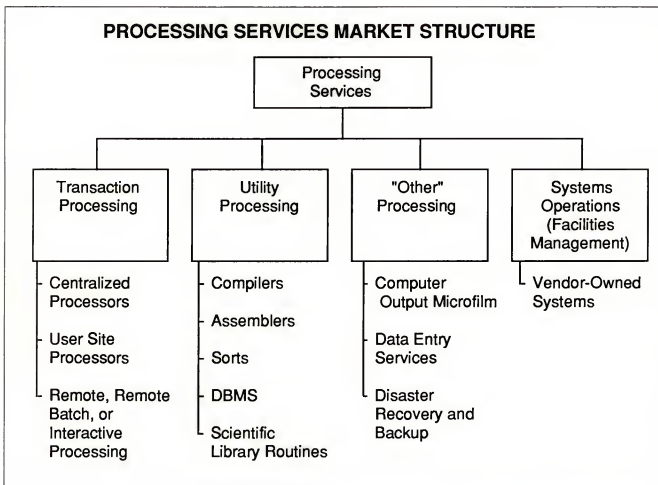 PROCESSING SERVICES MARKET STRUCTURE
Processing
Services
Transaction
Processing
Centralized
Processors
User Site
Processors
Remote, Remote
Batch, or
Interactive
Processing
Utility
Processing
Compilers
Assemblers
Sorts
DBMS
Scientific
Library Routines
"Other"
Processing
Computer
Output Microfilm
Data Entry
Services
Disaster
Recovery and
Backup
Systems
Operations
(Facilities
Management)
Vendor-Owned
Systems